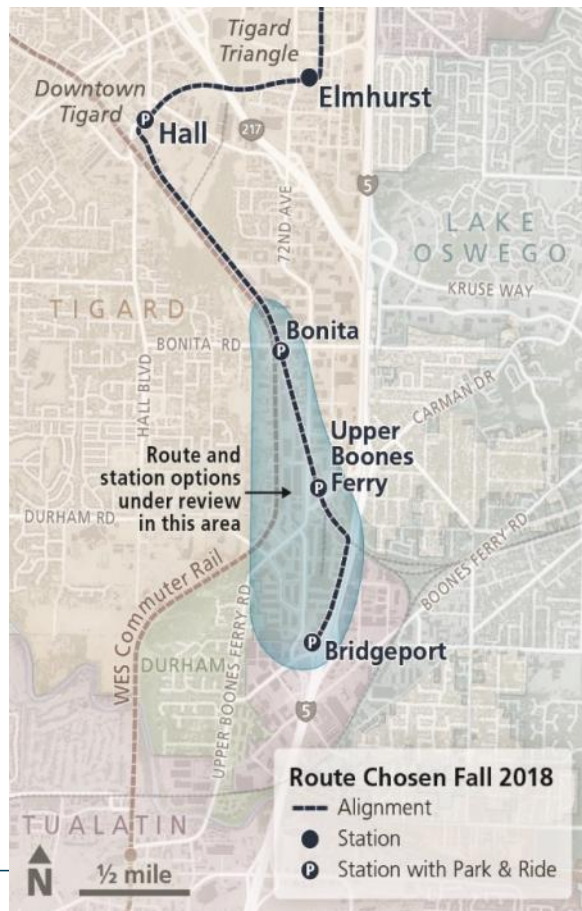 Tigard
Triangle
Elmhurst
Downtown
Tigard
P
Hall
217
5
72ND AVE
LAKE
OSWEGO
KRUSE WAY
TIGARD
BONITA RD
Bonita
P
HALL BLVD
CARMAN DR
Upper
Boones
Ferry
P
Route and
station options
under review
in this area
DURHAM RD
BOONES FERRY RD
WES Commuter Rail
UPPER BOONES FERRY RD
DURHAM
P
Bridgeport
5
TUALATIN
N
½ mile
Route Chosen Fall 2018
Alignment
Station
P Station with Park & Ride